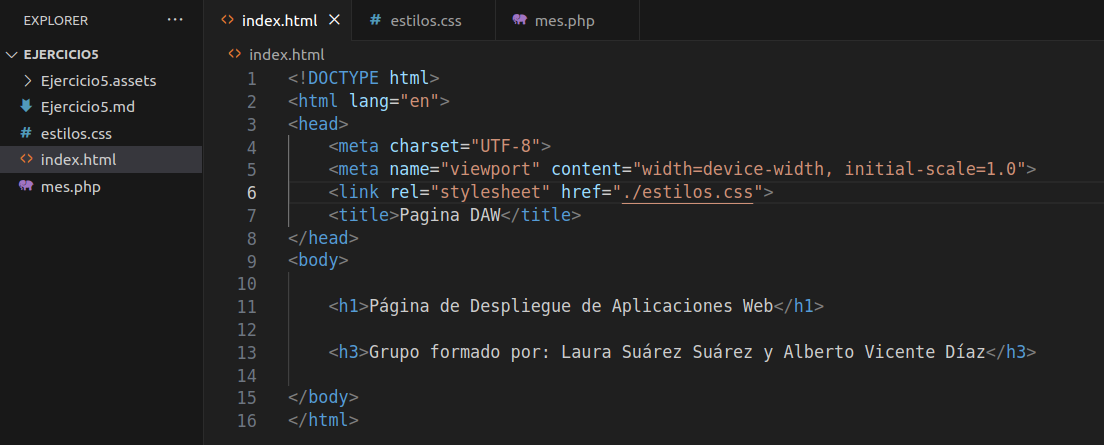 EXPLORER ...
EJERCICIO5
Ejercicio5.assets
Ejercicio5.md
# estilos.css
<> index.html
mes.php
<> index.html × # estilos.css mes.php
<> index.html
1 <!DOCTYPE html>
2 <html lang="en">
3 <head>
4 <meta charset="UTF-8">
5 <meta name="viewport" content="width=device-width, initial-scale=1.0">
6 <link rel="stylesheet" href="./estilos.css">
7 <title>Pagina DAW</title>
8 </head>
9 <body>
10
11 <h1>Página de Despliegue de Aplicaciones Web</h1>
12
13 <h3>Grupo formado por: Laura Suárez Suárez y Alberto Vicente Díaz</h3>
14
15 </body>
16 </html>